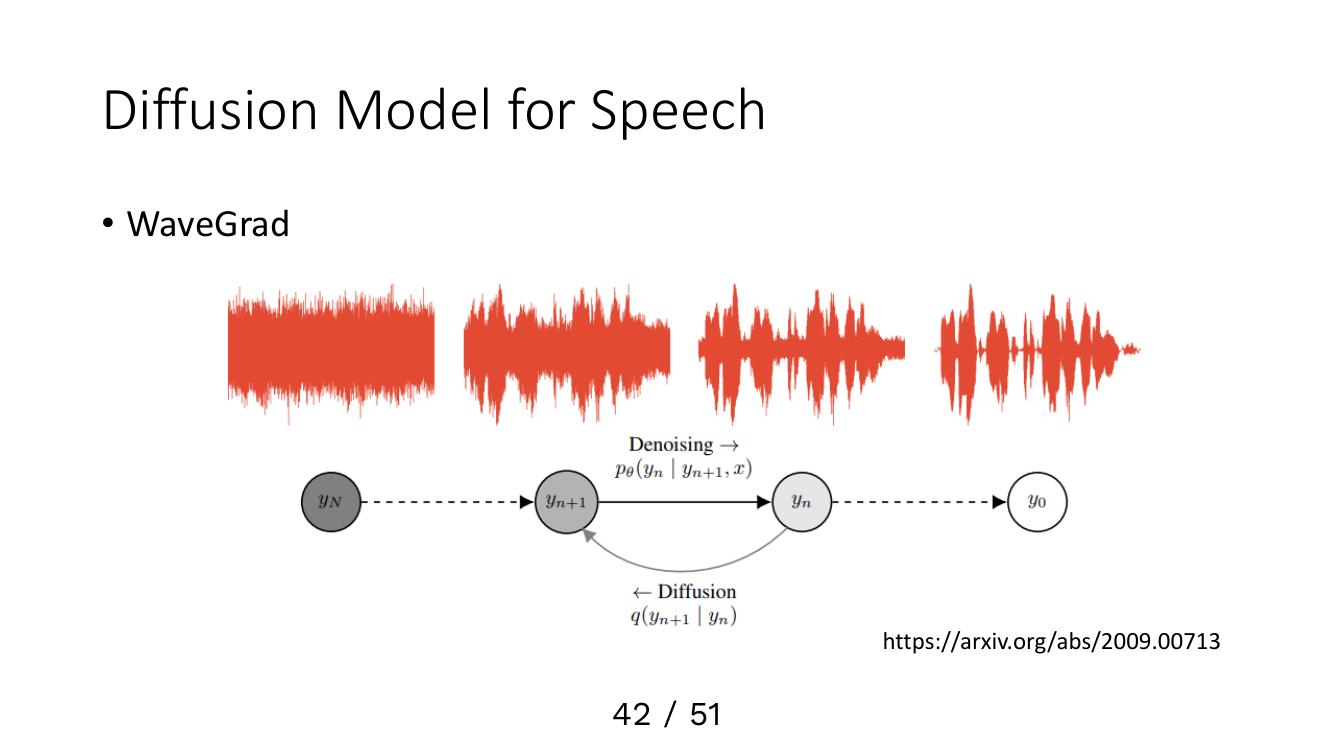 Diffusion Model for Speech
• WaveGrad
Denoising →
pθ(yn | yn+1, x)
yN
yn+1
yn
y0
← Diffusion
q(yn+1 | yn)
https://arxiv.org/abs/2009.00713
42 / 51